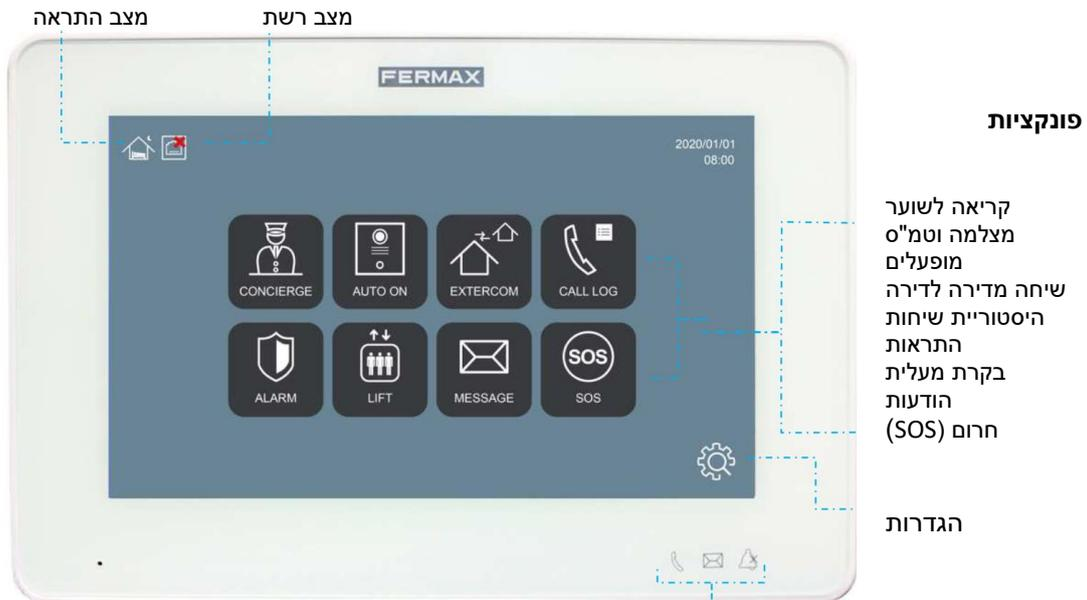 מצב התראה
מצב רשת
FERMAX
פונקציות
2020/01/01
08:00
CONCIERGE
AUTO ON
EXTERCOM
CALL LOG
ALARM
LIFT
MESSAGE
SOS
SOS
קריאה לשוער
מצלמה וטמ"ס
מופעלים
שיחה מדירה לדירה
היסטוריית שיחות
התראות
בקרת מעלית
הודעות
חרום (SOS)
הגדרות